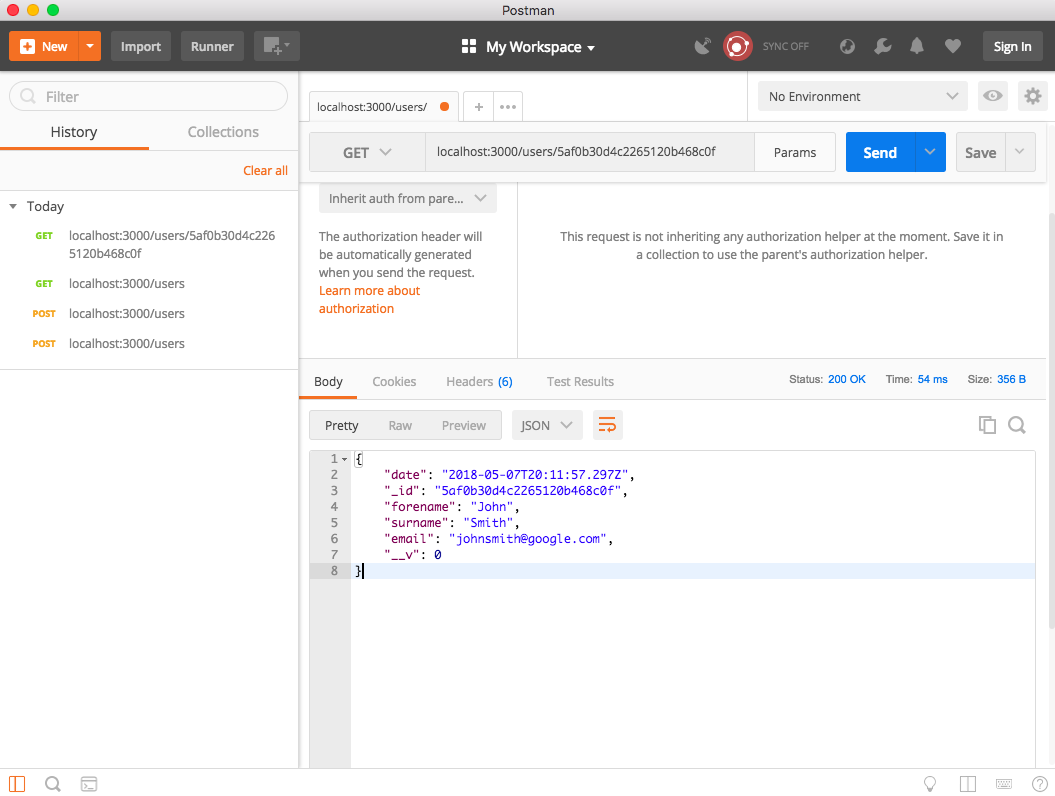 Postman
New
Import
Runner
My Workspace
SYNC OFF
Sign In
Filter
History
Collections
Clear all
Today
GET localhost:3000/users/5af0b30d4c226
5120b468c0f
GET localhost:3000/users
POST localhost:3000/users
POST localhost:3000/users
localhost:3000/users/
+
•••
No Environment
GET
localhost:3000/users/5af0b30d4c2265120b468c0f
Params
Send
Save
Inherit auth from pare...
The authorization header will
be automatically generated
when you send the request.
Learn more about
authorization
This request is not inheriting any authorization helper at the moment. Save it in
a collection to use the parent's authorization helper.
Body
Cookies
Headers (6)
Test Results
Status: 200 OK
Time: 54 ms
Size: 356 B
Pretty
Raw
Preview
JSON
1 {
2 "date": "2018-05-07T20:11:57.297Z",
3 "_id": "5af0b30d4c2265120b468c0f",
4 "forename": "John",
5 "surname": "Smith",
6 "email": "johnsmith@google.com",
7 "__v": 0
8 }